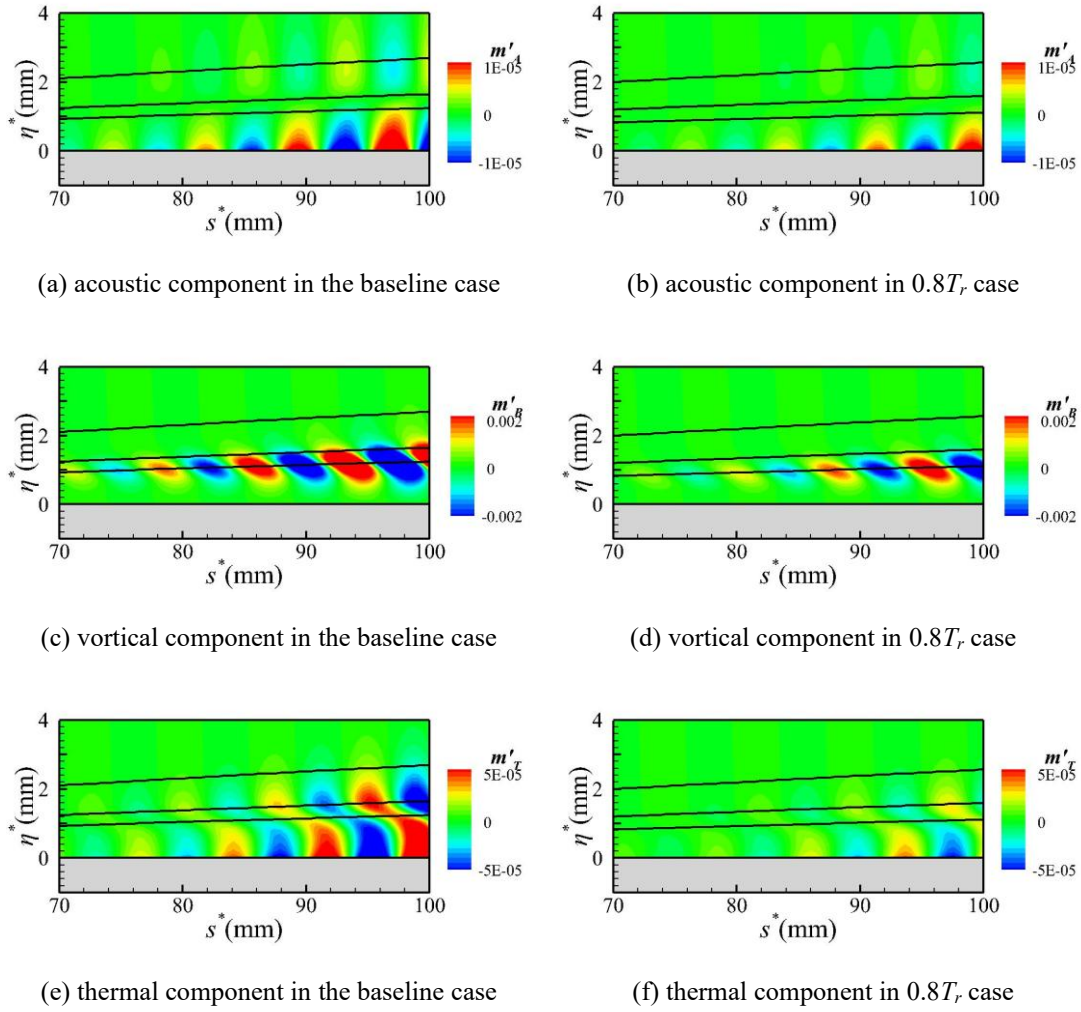 4
2
0
η*(mm)
70 80 90 100
s*(mm)
m'A
1E-05
0
-1E-05
4
2
0
η*(mm)
70 80 90 100
s*(mm)
m'A
1E-05
0
-1E-05
(a) acoustic component in the baseline case
(b) acoustic component in 0.8Tr case
4
2
0
η*(mm)
70 80 90 100
s*(mm)
m'B
0.002
0
-0.002
4
2
0
η*(mm)
70 80 90 100
s*(mm)
m'B
0.002
0
-0.002
(c) vortical component in the baseline case
(d) vortical component in 0.8Tr case
4
2
0
η*(mm)
70 80 90 100
s*(mm)
m'T
5E-05
0
-5E-05
4
2
0
η*(mm)
70 80 90 100
s*(mm)
m'T
5E-05
0
-5E-05
(e) thermal component in the baseline case
(f) thermal component in 0.8Tr case